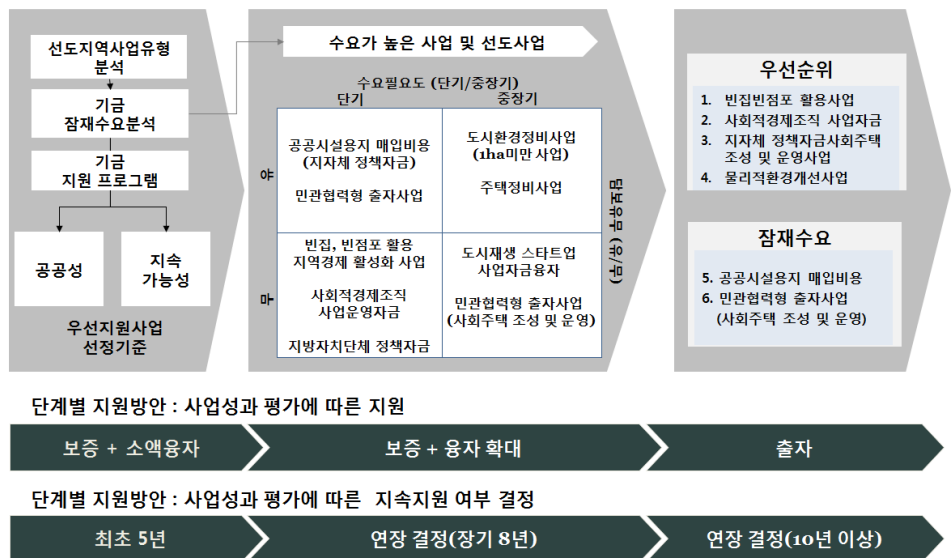 선도지역사업유형
분석
기금
잠재수요분석
기금
지원 프로그램
공공성
지속
가능성
우선지원사업
선정기준
수요가 높은 사업 및 선도사업
수요필요도 (단기/중장기)
단기
중장기
유
공공시설용지 매입비용
(지자체 정책자금)
민관협력형 출자사업
도시환경정비사업
(1ha미만 사업)
주택정비사업
무
빈집, 빈점포 활용
지역경제 활성화 사업
사회적경제조직
사업운영자금
지방자치단체 정책자금
도시재생 스타트업
사업자금융자
민관협력형 출자사업
(사회주택 조성 및 운영)
담보유무 (유/무)
우선순위
1. 빈집빈점포 활용사업
2. 사회적경제조직 사업자금
3. 지자체 정책자금사회주택
조성 및 운영사업
4. 물리적환경개선사업
잠재수요
5. 공공시설용지 매입비용
6. 민관협력형 출자사업
(사회주택 조성 및 운영)
단계별 지원방안 : 사업성과 평가에 따른 지원
보증 + 소액융자
보증 + 융자 확대
출자
단계별 지원방안 : 사업성과 평가에 따른 지속지원 여부 결정
최초 5년
연장 결정(장기 8년)
연장 결정(10년 이상)